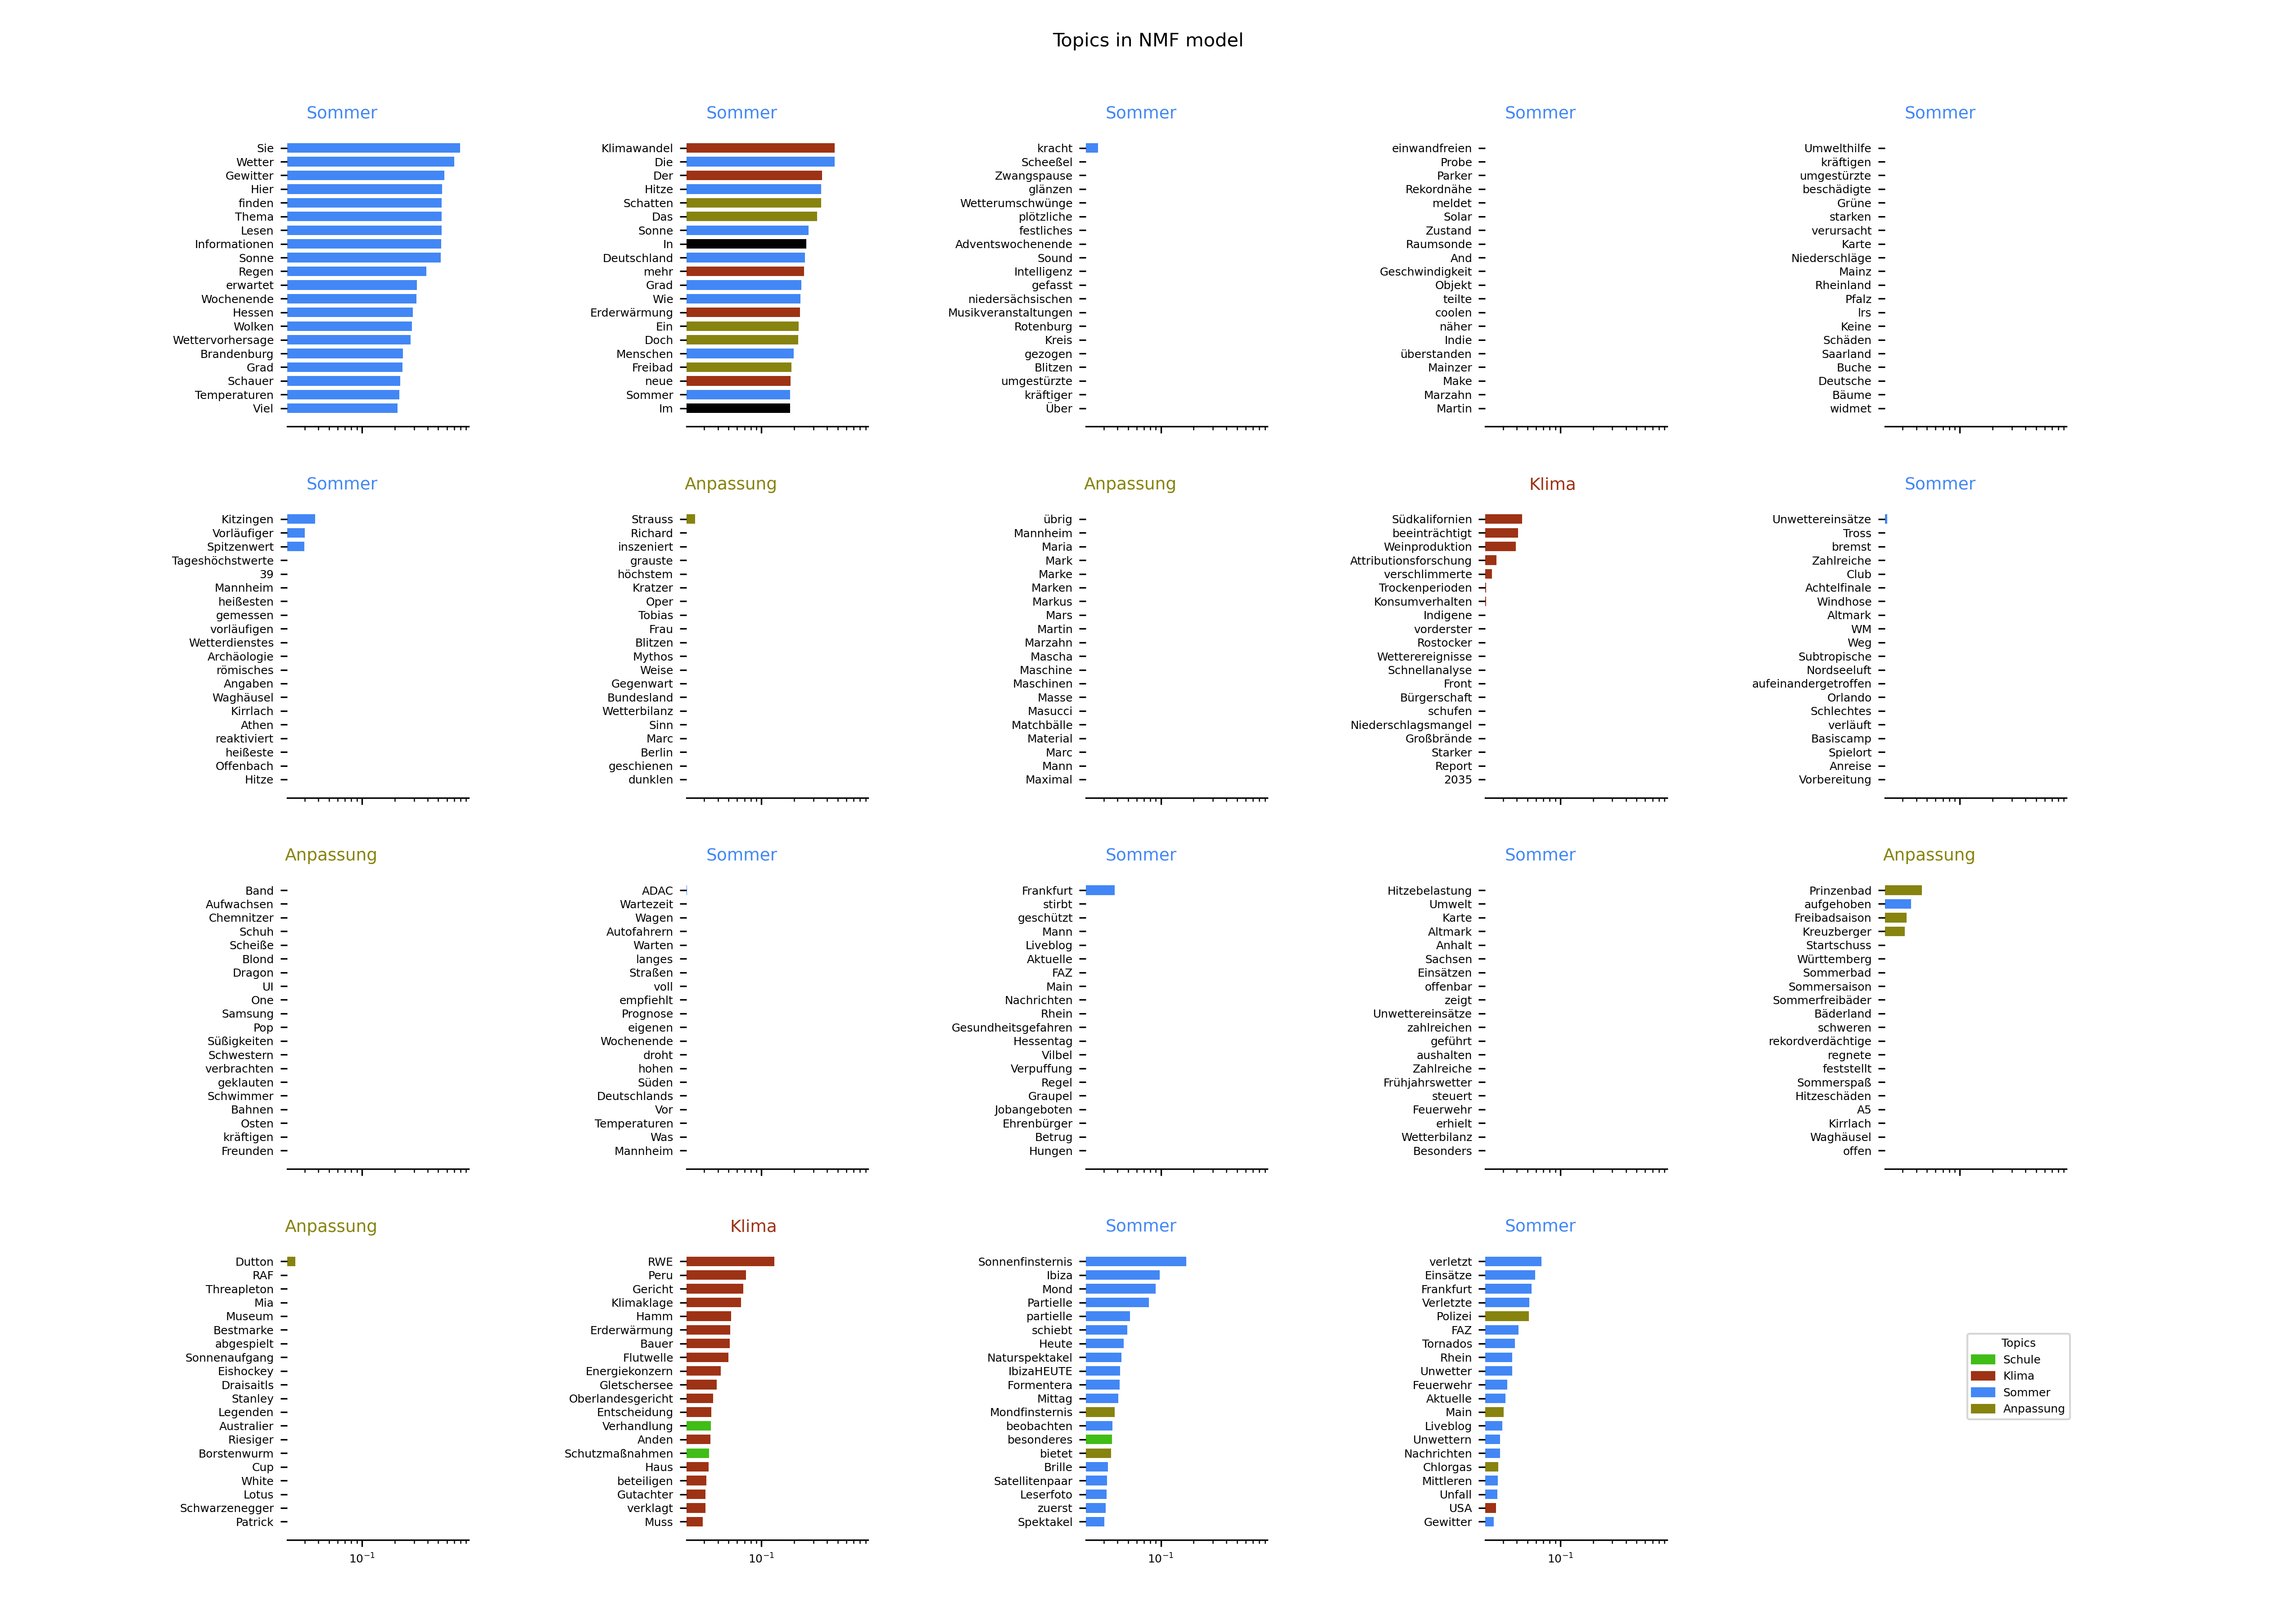 Topics in NMF model
Sommer
Sie
Wetter
Gewitter
Hier
finden
Thema
Lesen
Informationen
Sonne
Regen
erwartet
Wochenende
Hessen
Wolken
Wettervorhersage
Brandenburg
Grad
Schauer
Temperaturen
Viel
Sommer
Klimawandel
Die
Der
Hitze
Schatten
Das
Sonne
In
Deutschland
mehr
Grad
Wie
Erderwärmung
Ein
Doch
Menschen
Freibad
neue
Sommer
Im
Sommer
kracht
Scheeßel
Zwangspause
glänzen
Wetterumschwünge
plötzliche
festliches
Adventswochenende
Sound
Intelligenz
gefasst
niedersächsischen
Musikveranstaltungen
Rotenburg
Kreis
gezogen
Blitzen
umgestürzte
kräftiger
Über
Sommer
einwandfreien
Probe
Parker
Rekordnähe
meldet
Solar
Zustand
Raumsonde
And
Geschwindigkeit
Objekt
teilte
coolen
näher
Indie
überstanden
Mainzer
Make
Marzahn
Martin
Sommer
Umwelthilfe
kräftigen
umgestürzte
beschädigte
Grüne
starken
verursacht
Karte
Niederschläge
Mainz
Rheinland
Pfalz
lrs
Keine
Schäden
Saarland
Buche
Deutsche
Bäume
widmet
Sommer
Kitzingen
Vorläufiger
Spitzenwert
Tageshöchstwerte
39
Mannheim
heißesten
gemessen
vorläufigen
Wetterdienstes
Archäologie
römisches
Angaben
Waghäusel
Kirrlach
Athen
reaktiviert
heißeste
Offenbach
Hitze
Anpassung
Strauss
Richard
inszeniert
grauste
höchstem
Kratzer
Oper
Tobias
Frau
Blitzen
Mythos
Weise
Gegenwart
Bundesland
Wetterbilanz
Sinn
Marc
Berlin
geschienen
dunklen
Anpassung
übrig
Mannheim
Maria
Mark
Marke
Marken
Markus
Mars
Martin
Marzahn
Mascha
Maschine
Maschinen
Masse
Masucci
Matchbälle
Material
Marc
Mann
Maximal
Klima
Südkalifornien
beeinträchtigt
Weinproduktion
Attributionsforschung
verschlimmerte
Trockenperioden
Konsumverhalten
Indigene
vorderster
Rostocker
Wetterereignisse
Schnellanalyse
Front
Bürgerschaft
schufen
Niederschlagsmangel
Großbrände
Starker
Report
2035
Sommer
Unwettereinsätze
Tross
bremst
Zahlreiche
Club
Achtelfinale
Windhose
Altmark
WM
Weg
Subtropische
Nordseeluft
aufeinandergetroffen
Orlando
Schlechtes
verläuft
Basiscamp
Spielort
Anreise
Vorbereitung
Anpassung
Band
Aufwachsen
Chemnitzer
Schuh
Scheiße
Blond
Dragon
UI
One
Samsung
Pop
Süßigkeiten
Schwestern
verbrachten
geklauten
Schwimmer
Bahnen
Osten
kräftigen
Freunden
Sommer
ADAC
Wartezeit
Wagen
Autofahrern
Warten
langes
Straßen
voll
empfiehlt
Prognose
eigenen
Wochenende
droht
hohen
Süden
Deutschlands
Vor
Temperaturen
Was
Mannheim
Sommer
Frankfurt
stirbt
geschützt
Mann
Liveblog
Aktuelle
FAZ
Main
Nachrichten
Rhein
Gesundheitsgefahren
Hessentag
Vilbel
Verpuffung
Regel
Graupel
Jobangeboten
Ehrenbürger
Betrug
Hungen
Sommer
Hitzebelastung
Umwelt
Karte
Altmark
Anhalt
Sachsen
Einsätzen
offenbar
zeigt
Unwettereinsätze
zahlreichen
geführt
aushalten
Zahlreiche
Frühjahrswetter
steuert
Feuerwehr
erhielt
Wetterbilanz
Besonders
Anpassung
Prinzenbad
aufgehoben
Freibadsaison
Kreuzberger
Startschuss
Württemberg
Sommerbad
Sommersaison
Sommerfreibäder
Bäderland
schweren
rekordverdächtige
regnete
feststellt
Sommerspaß
Hitzeschäden
A5
Kirrlach
Waghäusel
offen
Anpassung
Dutton
RAF
Threapleton
Mia
Museum
Bestmarke
abgespielt
Sonnenaufgang
Eishockey
Draisaitls
Stanley
Legenden
Australier
Riesiger
Borstenwurm
Cup
White
Lotus
Schwarzenegger
Patrick
10⁻¹
Klima
RWE
Peru
Gericht
Klimaklage
Hamm
Erderwärmung
Bauer
Flutwelle
Energiekonzern
Gletschersee
Oberlandesgericht
Entscheidung
Verhandlung
Anden
Schutzmaßnahmen
Haus
beteiligen
Gutachter
verklagt
Muss
10⁻¹
Sommer
Sonnenfinsternis
Ibiza
Mond
Partielle
partielle
schiebt
Heute
Naturspektakel
IbizaHEUTE
Formentera
Mittag
Mondfinsternis
beobachten
besonderes
bietet
Brille
Satellitenpaar
Leserfoto
zuerst
Spektakel
10⁻¹
Sommer
verletzt
Einsätze
Frankfurt
Verletzte
Polizei
FAZ
Tornados
Rhein
Unwetter
Feuerwehr
Aktuelle
Main
Liveblog
Unwettern
Nachrichten
Chlorgas
Mittleren
Unfall
USA
Gewitter
10⁻¹
Topics
Schule
Klima
Sommer
Anpassung